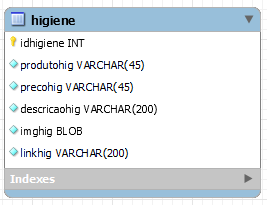 higiene
idhigiene INT
produtohig VARCHAR(45)
precohig VARCHAR(45)
descricaohig VARCHAR(200)
imghig BLOB
linkhig VARCHAR(200)
Indexes